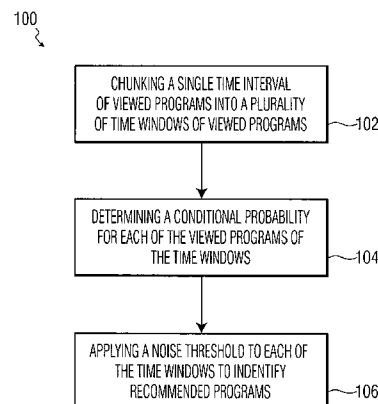 100
CHUNKING A SINGLE TIME INTERVAL
OF VIEWED PROGRAMS INTO A PLURALITY
OF TIME WINDOWS OF VIEWED PROGRAMS
102
DETERMINING A CONDITIONAL PROBABILITY
FOR EACH OF THE VIEWED PROGRAMS OF
THE TIME WINDOWS
104
APPLYING A NOISE THRESHOLD TO EACH OF
THE TIME WINDOWS TO INDENTIFY
RECOMMENDED PROGRAMS
106